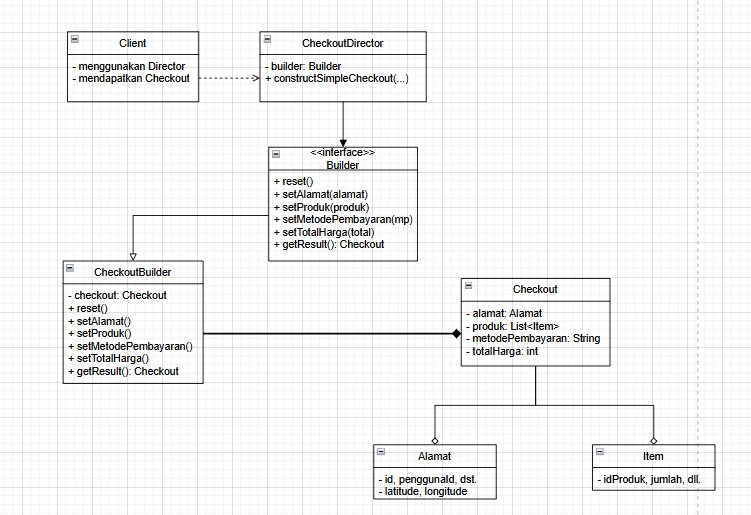 Client
- menggunakan Director
- mendapatkan Checkout
CheckoutDirector
- builder: Builder
+ constructSimpleCheckout(...)
<<interface>>
Builder
+ reset()
+ setAlamat(alamat)
+ setProduk(produk)
+ setMetodePembayaran(mp)
+ setTotalHarga(total)
+ getResult(): Checkout
CheckoutBuilder
- checkout: Checkout
+ reset()
+ setAlamat()
+ setProduk()
+ setMetodePembayaran()
+ setTotalHarga()
+ getResult(): Checkout
Checkout
- alamat: Alamat
- produk: List<Item>
- metodePembayaran: String
- totalHarga: int
Alamat
- id, penggunaId, dst.
- latitude, longitude
Item
- idProduk, jumlah, dll.